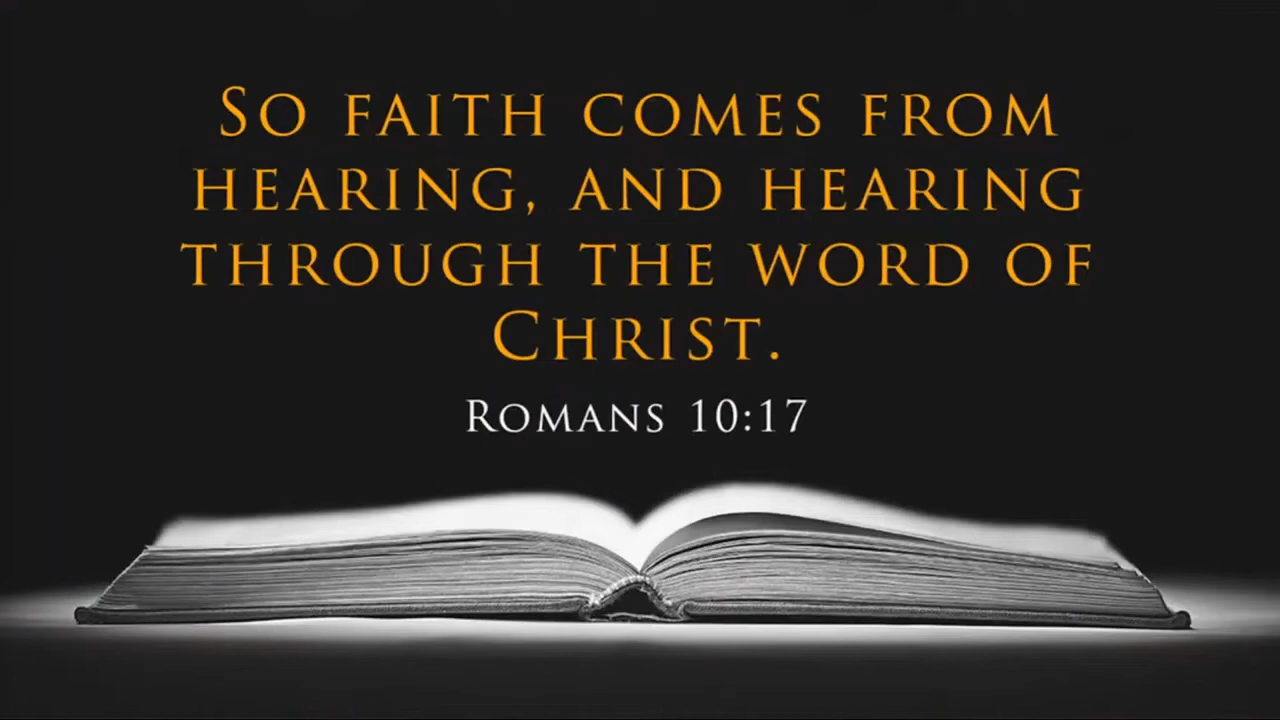 So faith comes from
hearing, and hearing
through the word of
Christ.
Romans 10:17